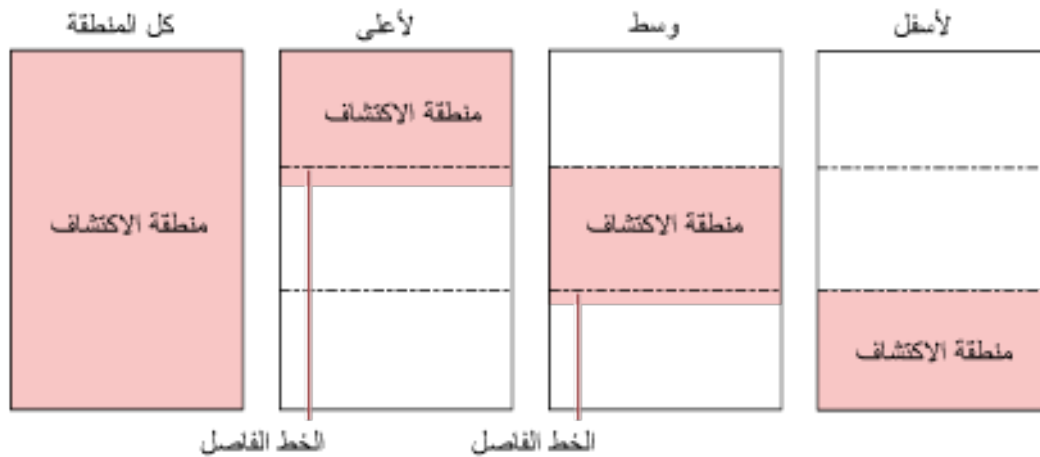 كل المنطقة
لأعلى
وسط
لأسفل
منطقة الاكتشاف
منطقة الاكتشاف
منطقة الاكتشاف
منطقة الاكتشاف
الخط الفاصل
الخط الفاصل